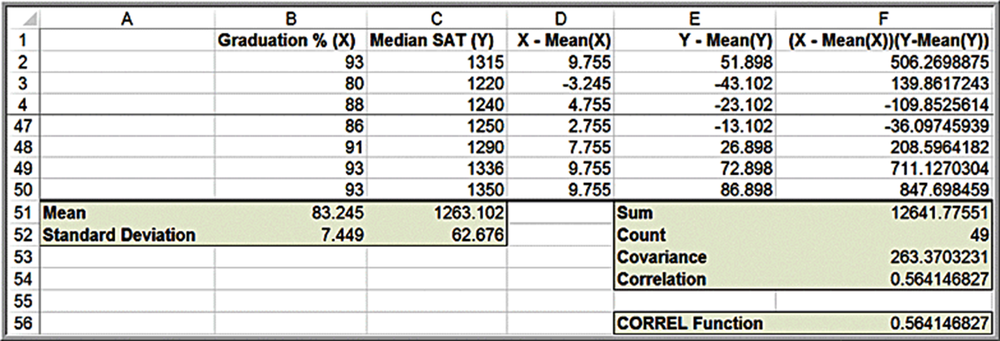 A B C D E F
1 Graduation % (X) Median SAT (Y) X - Mean(X) Y - Mean(Y) (X - Mean(X))(Y-Mean(Y))
2 93 1315 9.755 51.898 506.2698875
3 80 1220 -3.245 -43.102 139.8617243
4 88 1240 4.755 -23.102 -109.8525614
47 86 1250 2.755 -13.102 -36.09745939
48 91 1290 7.755 26.898 208.5964182
49 93 1336 9.755 72.898 711.1270304
50 93 1350 9.755 86.898 847.698459
51 Mean 83.245 1263.102 Sum 12641.77551
52 Standard Deviation 7.449 62.676 Count 49
53 Covariance 263.3703231
54 Correlation 0.564146827
55
56 CORREL Function 0.564146827